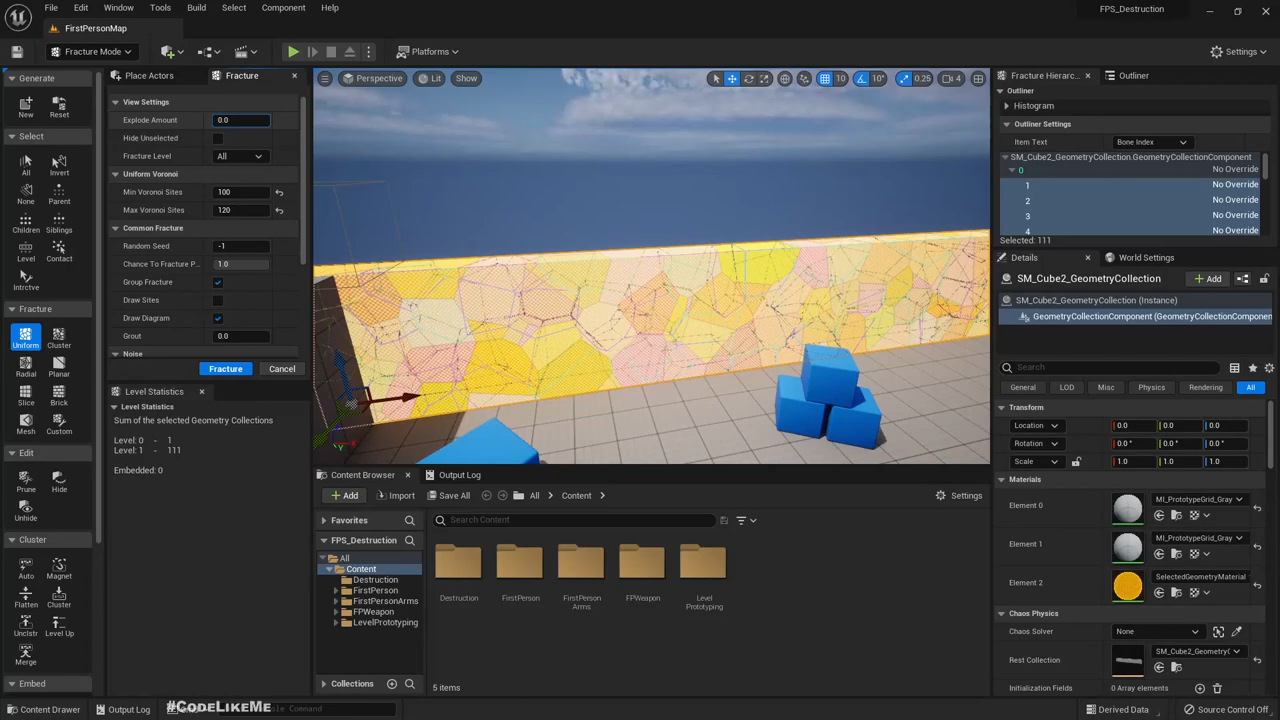 File Edit Window Tools Build Select Component Help
FPS_Destruction
FirstPersonMap
Fracture Mode
Platforms
Settings
Generate
New Reset
Select
All Invert
None Parent
Children Siblings
Level Contact
Intrctve
Fracture
Uniform Cluster
Radial Planar
Slice Brick
Mesh Custom
Edit
Prune Hide
Unhide
Cluster
Auto Magnet
Flatten Cluster
Unclstr Level Up
Merge
Embed
Place Actors Fracture
View Settings
Explode Amount 0.0
Hide Unselected
Fracture Level All
Uniform Voronoi
Min Voronoi Sites 100
Max Voronoi Sites 120
Common Fracture
Random Seed -1
Chance To Fracture P... 1.0
Group Fracture
Draw Sites
Draw Diagram
Grout 0.0
Noise
Fracture Cancel
Level Statistics
Level Statistics
Sum of the selected Geometry Collections
Level: 0 - 1
Level: 1 - 111
Embedded: 0
Perspective Lit Show
10 10° 0.25 4
Content Browser Output Log
Add Import Save All All Content Settings
Favorites
Search Content
FPS_Destruction
All
Content
Destruction
FirstPerson
FirstPersonArms
FPWeapon
LevelPrototyping
Collections
Destruction FirstPerson FirstPerson Arms FPWeapon Level Prototyping
5 items
Fracture Hierarc... Outliner
Outliner
Histogram
Outliner Settings
Item Text Bone Index
SM_Cube2_GeometryCollection.GeometryCollectionComponent
0 No Override
1 No Override
2 No Override
3 No Override
4 No Override
Selected: 111
Details World Settings
SM_Cube2_GeometryCollection Add
SM_Cube2_GeometryCollection (Instance)
GeometryCollectionComponent (GeometryCollectionComponen
Search
General LOD Misc Physics Rendering All
Transform
Location 0.0 0.0 0.0
Rotation 0.0° 0.0° 0.0°
Scale 1.0 1.0 1.0
Materials
Element 0 MI_PrototypeGrid_Gray
Element 1 MI_PrototypeGrid_Gray
Element 2 SelectedGeometryMaterial
Chaos Physics
Chaos Solver None
Rest Collection SM_Cube2_Geometry(
Initialization Fields 0 Array elements
Content Drawer Output Log #CodeLikeMe Console Command Derived Data Source Control Off